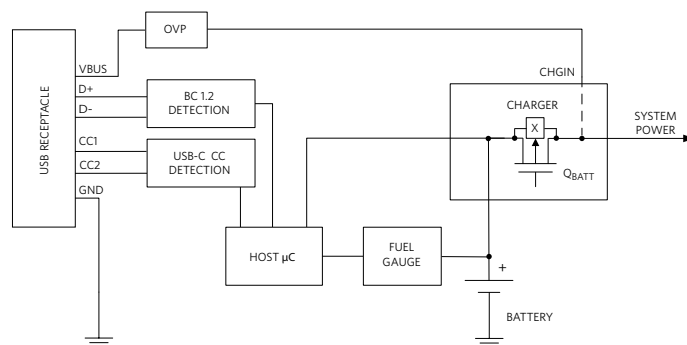 OVP
USB RECEPTACLE
VBUS
D+
D-
CC1
CC2
GND
BC 1.2
DETECTION
USB-C CC
DETECTION
HOST µC
FUEL
GAUGE
CHGIN
CHARGER
X
QBATT
SYSTEM
POWER
+
BATTERY